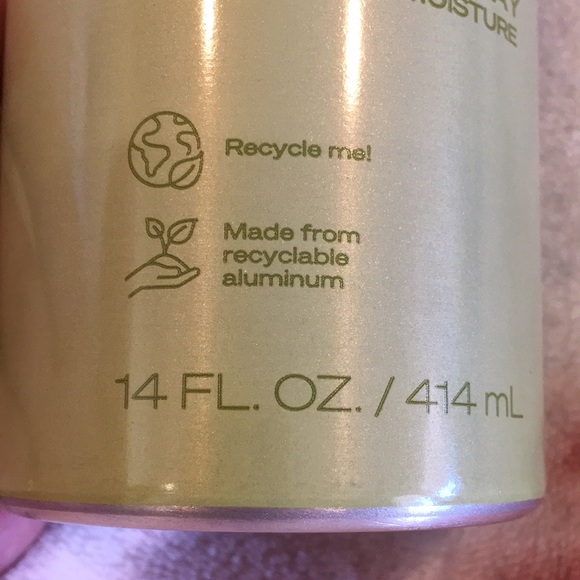 MOISTURE
Recycle me!
Made from
recyclable
aluminum
14 FL. OZ. / 414 mL